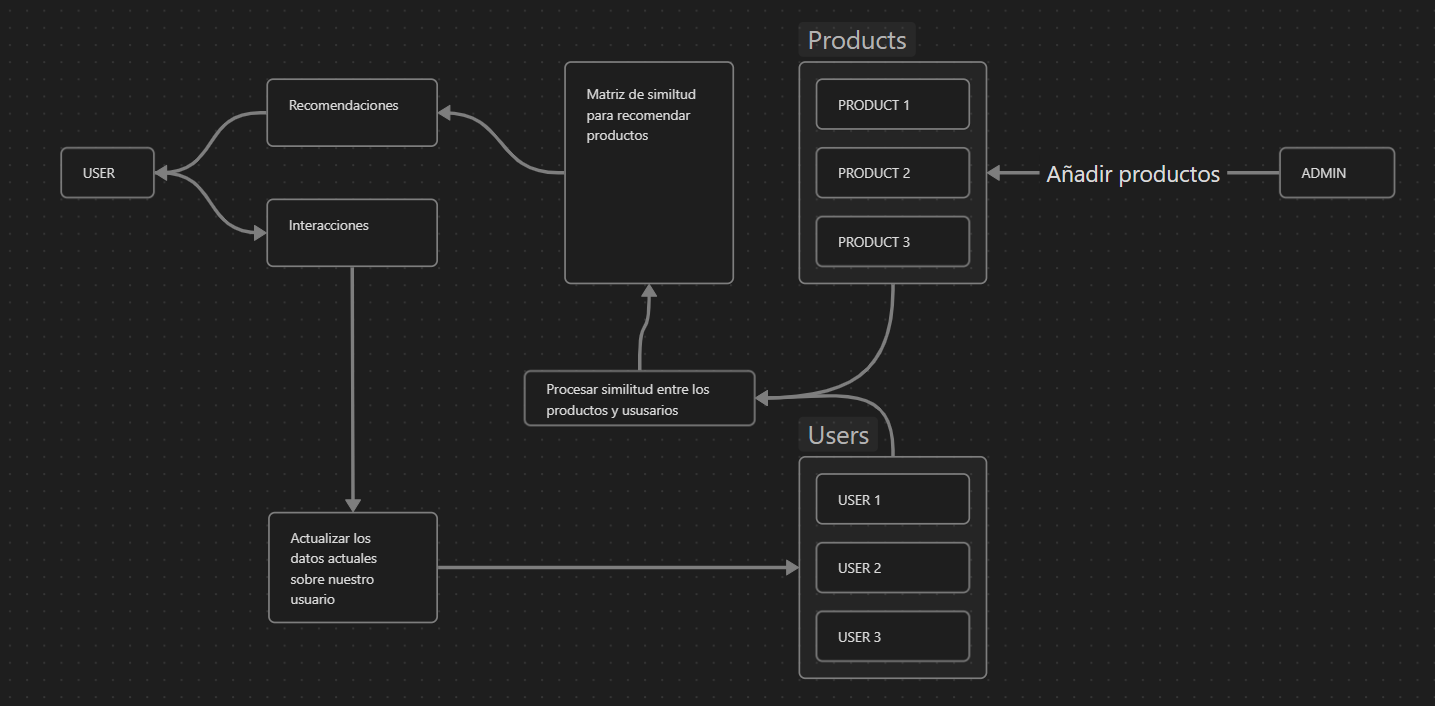 Products
Recomendaciones
Matriz de similtud
para recomendar
productos
PRODUCT 1
USER
PRODUCT 2
Añadir productos
ADMIN
Interacciones
PRODUCT 3
Procesar similitud entre los
productos y ususarios
Users
USER 1
Actualizar los
datos actuales
sobre nuestro
usuario
USER 2
USER 3